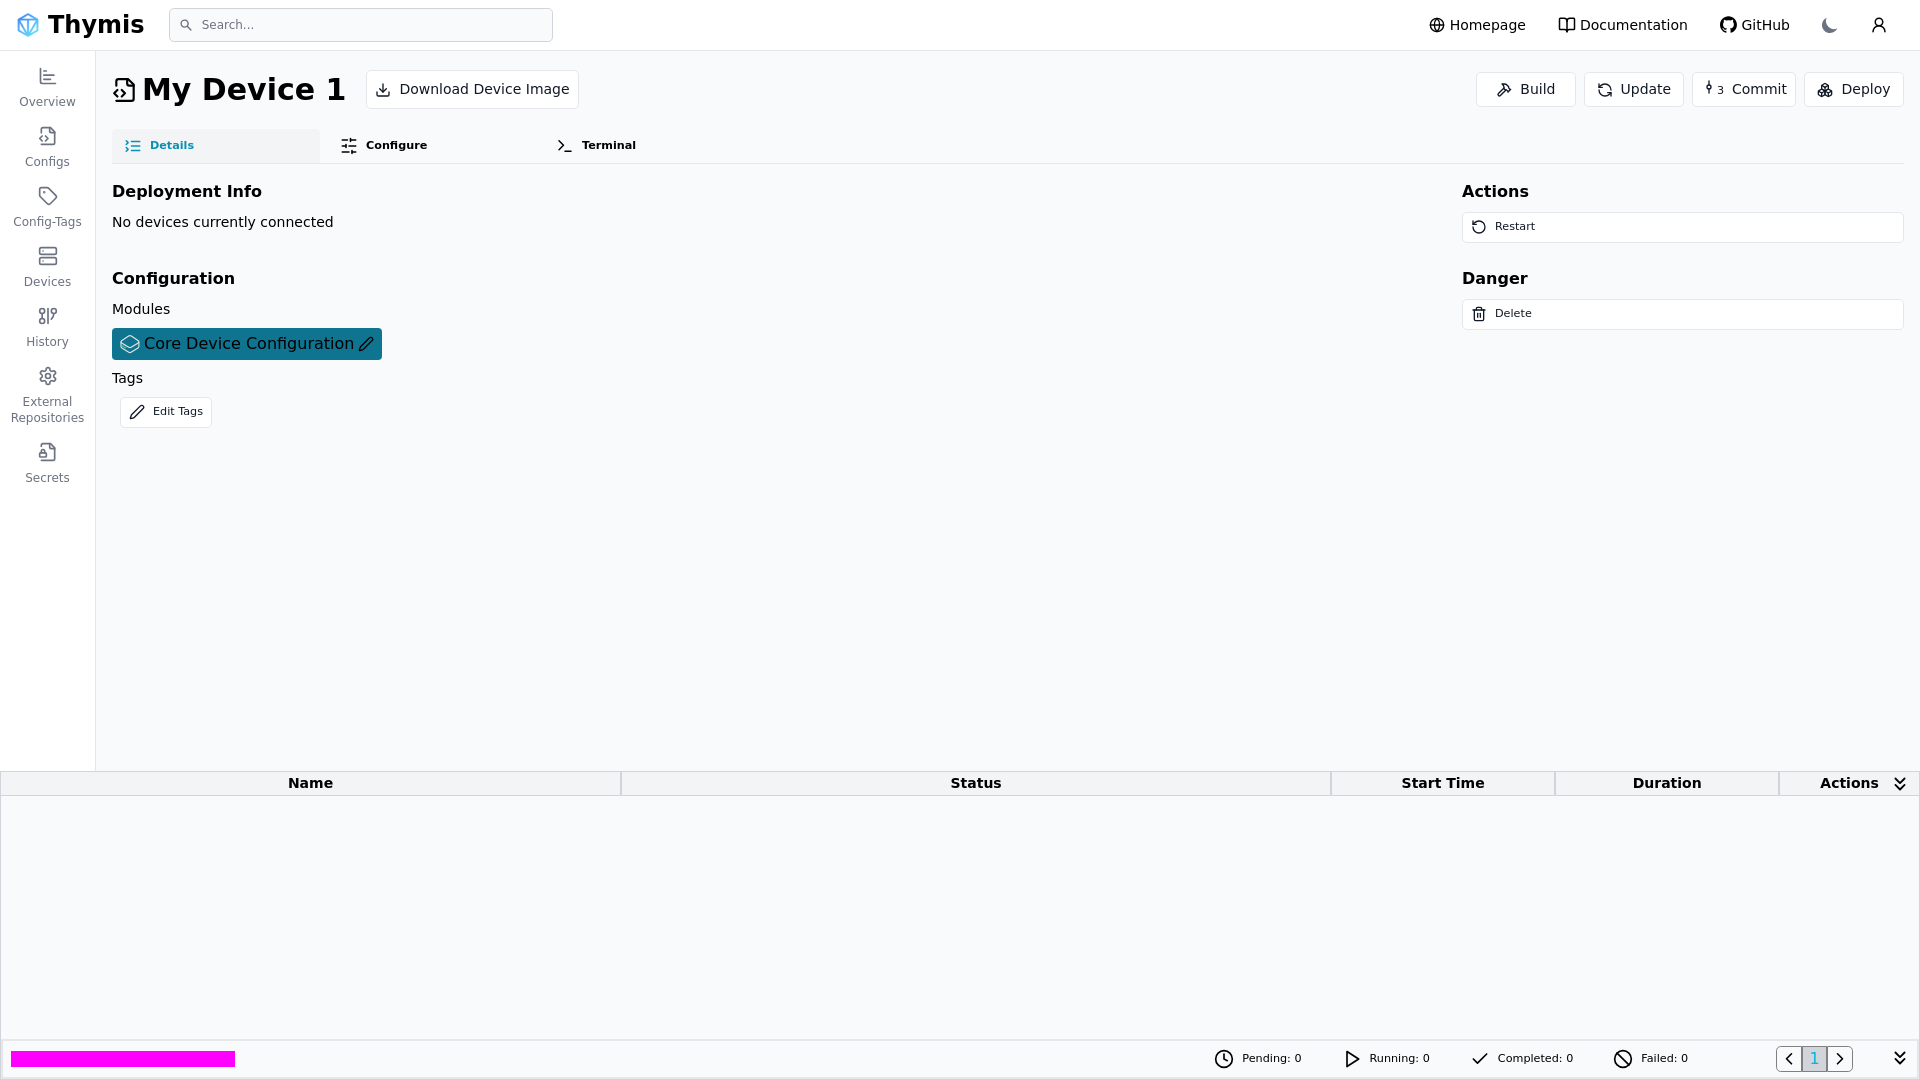 Thymis
Search...
Homepage
Documentation
GitHub
Overview
Configs
Config-Tags
Devices
History
External
Repositories
Secrets
My Device 1
Download Device Image
Build
Update
3 Commit
Deploy
Details
Configure
Terminal
Deployment Info
No devices currently connected
Configuration
Modules
Core Device Configuration
Tags
Edit Tags
Actions
Restart
Danger
Delete
Name
Status
Start Time
Duration
Actions
Pending: 0
Running: 0
Completed: 0
Failed: 0
1